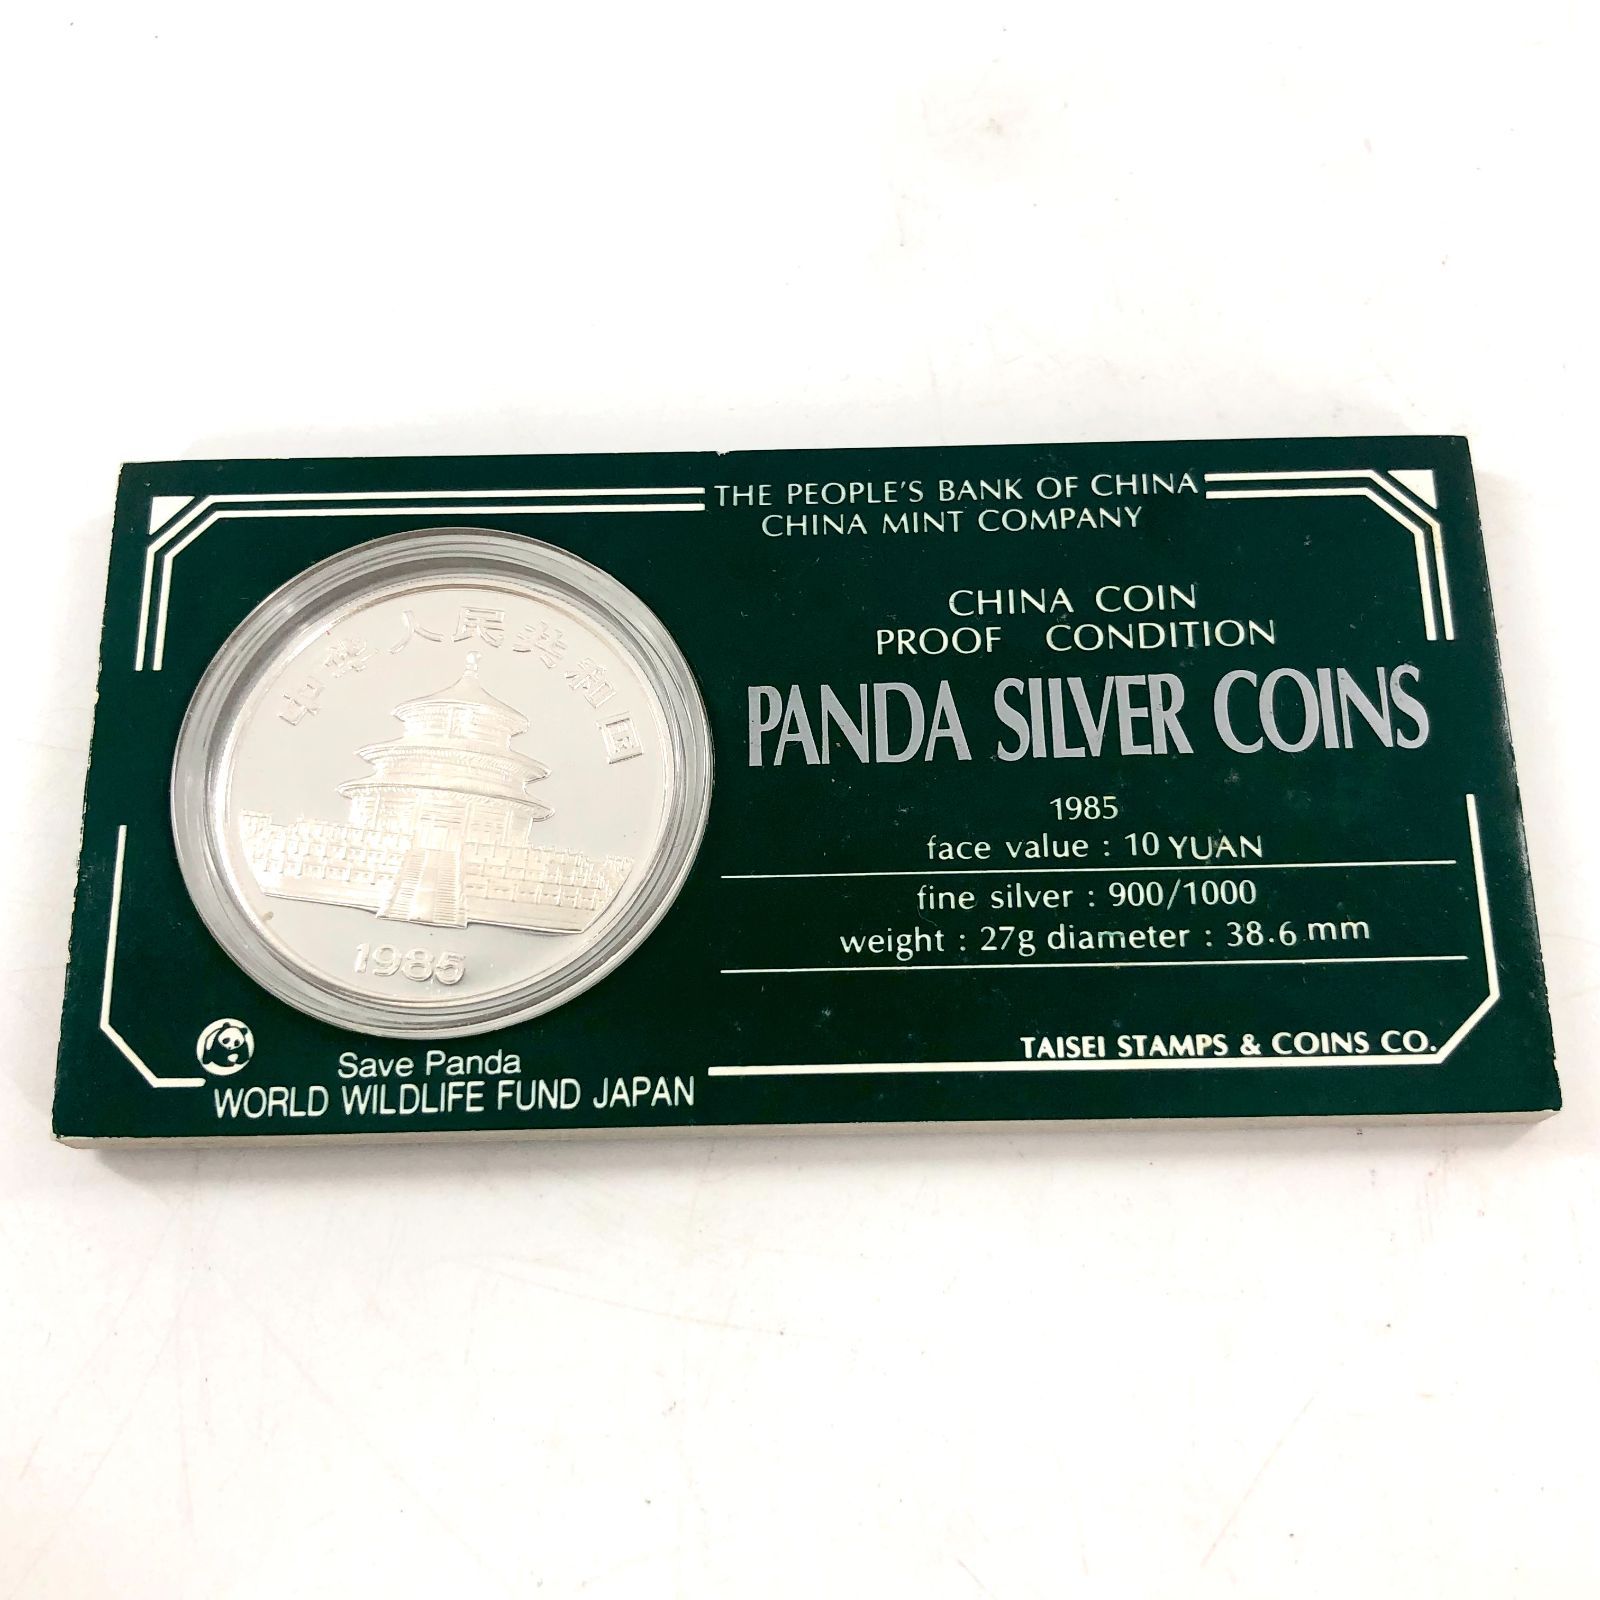 THE PEOPLE'S BANK OF CHINA
CHINA MINT COMPANY
CHINA COIN
PROOF CONDITION
PANDA SILVER COINS
1985
face value : 10 YUAN
fine silver : 900/1000
weight : 27g diameter : 38.6 mm
TAISEI STAMPS & COINS CO.
中华人民共和国
1985
Save Panda
WORLD WILDLIFE FUND JAPAN